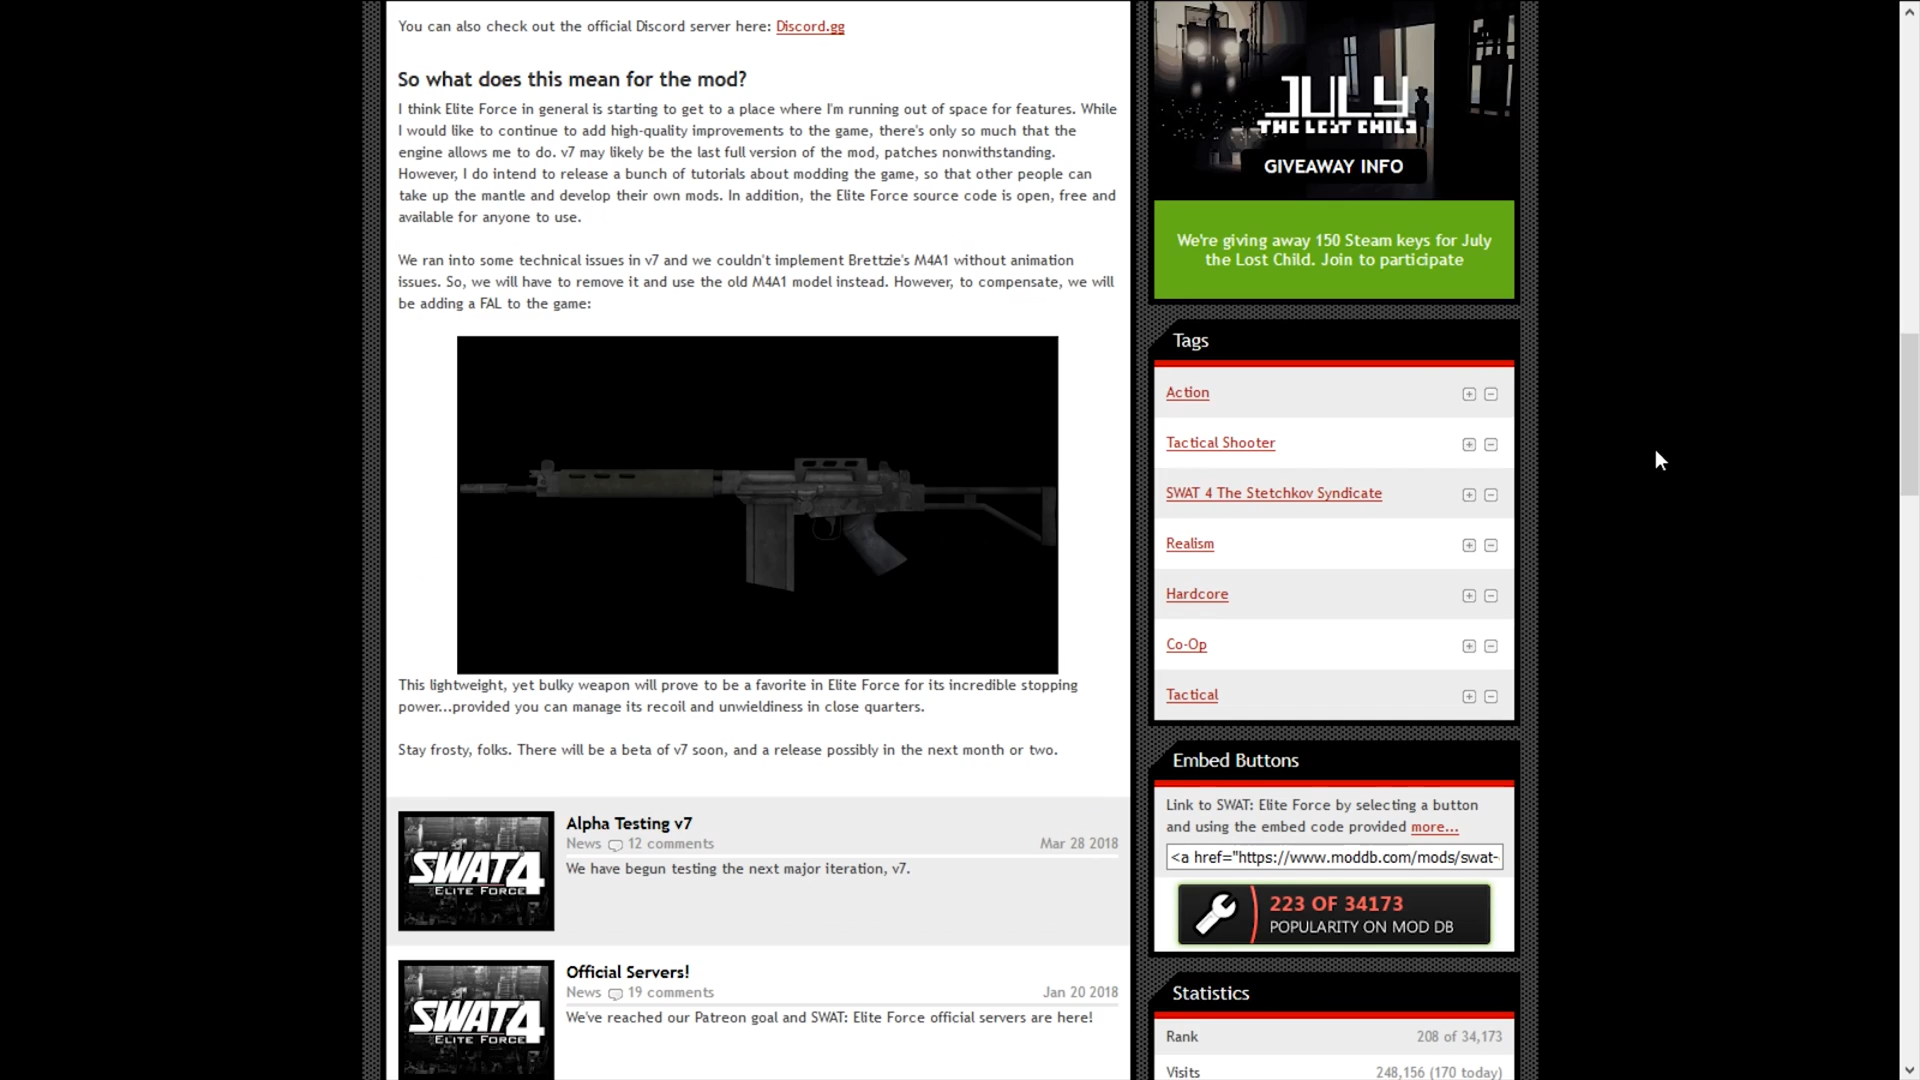 You can also check out the official Discord server here: Discord.gg
So what does this mean for the mod?
I think Elite Force in general is starting to get to a place where I'm running out of space for features. While
I would like to continue to add high-quality improvements to the game, there's only so much that the
engine allows me to do. v7 may likely be the last full version of the mod, patches nonwithstanding.
However, I do intend to release a bunch of tutorials about modding the game, so that other people can
take up the mantle and develop their own mods. In addition, the Elite Force source code is open, free and
available for anyone to use.
We ran into some technical issues in v7 and we couldn't implement Brettzie's M4A1 without animation
issues. So, we will have to remove it and use the old M4A1 model instead. However, to compensate, we will
be adding a FAL to the game:
This lightweight, yet bulky weapon will prove to be a favorite in Elite Force for its incredible stopping
power...provided you can manage its recoil and unwieldiness in close quarters.
Stay frosty, folks. There will be a beta of v7 soon, and a release possibly in the next month or two.
SWAT4
ELITE FORCE
Alpha Testing v7
News 12 comments Mar 28 2018
We have begun testing the next major iteration, v7.
SWAT4
ELITE FORCE
Official Servers!
News 19 comments Jan 20 2018
We've reached our Patreon goal and SWAT: Elite Force official servers are here!
JULY
THE LOST CHILD
GIVEAWAY INFO
We're giving away 150 Steam keys for July
the Lost Child. Join to participate
Tags
Action
Tactical Shooter
SWAT 4 The Stetchkov Syndicate
Realism
Hardcore
Co-Op
Tactical
Embed Buttons
Link to SWAT: Elite Force by selecting a button
and using the embed code provided more...
<a href="https://www.moddb.com/mods/swat-
223 OF 34173
POPULARITY ON MOD DB
Statistics
Rank 208 of 34,173
Visits 248,156 (170 today)